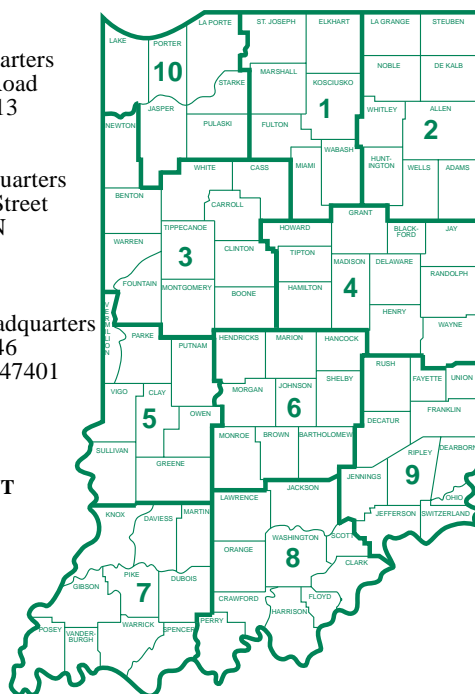 arters
Road
13
uarters
Street
N
adquarters
46
47401
T
LAKE
PORTER
LA PORTE
ST. JOSEPH
ELKHART
LA GRANGE
STEUBEN
10
MARSHALL
KOSCIUSKO
NOBLE
DE KALB
STARKE
1
NEWTON
JASPER
PULASKI
FULTON
WHITLEY
ALLEN
2
MIAMI
WABASH
HUNT-
INGTON
WELLS
ADAMS
WHITE
CASS
BENTON
CARROLL
GRANT
HOWARD
BLACK-
FORD
JAY
WARREN
TIPPECANOE
3
CLINTON
TIPTON
MADISON
DELAWARE
RANDOLPH
FOUNTAIN
MONTGOMERY
BOONE
HAMILTON
4
HENRY
WAYNE
VERMILLION
PARKE
PUTNAM
HENDRICKS
MARION
HANCOCK
RUSH
FAYETTE
UNION
VIGO
CLAY
5
OWEN
MORGAN
JOHNSON
6
SHELBY
DECATUR
FRANKLIN
SULLIVAN
GREENE
MONROE
BROWN
BARTHOLOMEW
JENNINGS
RIPLEY
9
DEARBORN
OHIO
SWITZERLAND
JEFFERSON
KNOX
DAVIESS
MARTIN
LAWRENCE
JACKSON
ORANGE
WASHINGTON
8
SCOTT
CLARK
GIBSON
PIKE
7
DUBOIS
CRAWFORD
HARRISON
FLOYD
POSEY
VANDER-
BURGH
WARRICK
SPENCER
PERRY